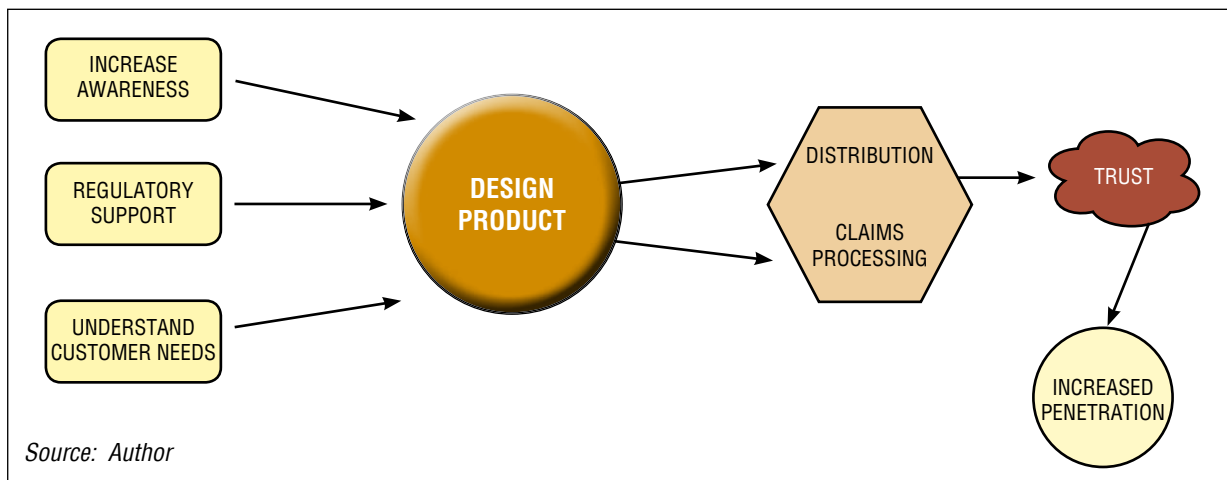 INCREASE
AWARENESS
REGULATORY
SUPPORT
UNDERSTAND
CUSTOMER NEEDS
DESIGN
PRODUCT
DISTRIBUTION
CLAIMS
PROCESSING
TRUST
INCREASED
PENETRATION
Source: Author